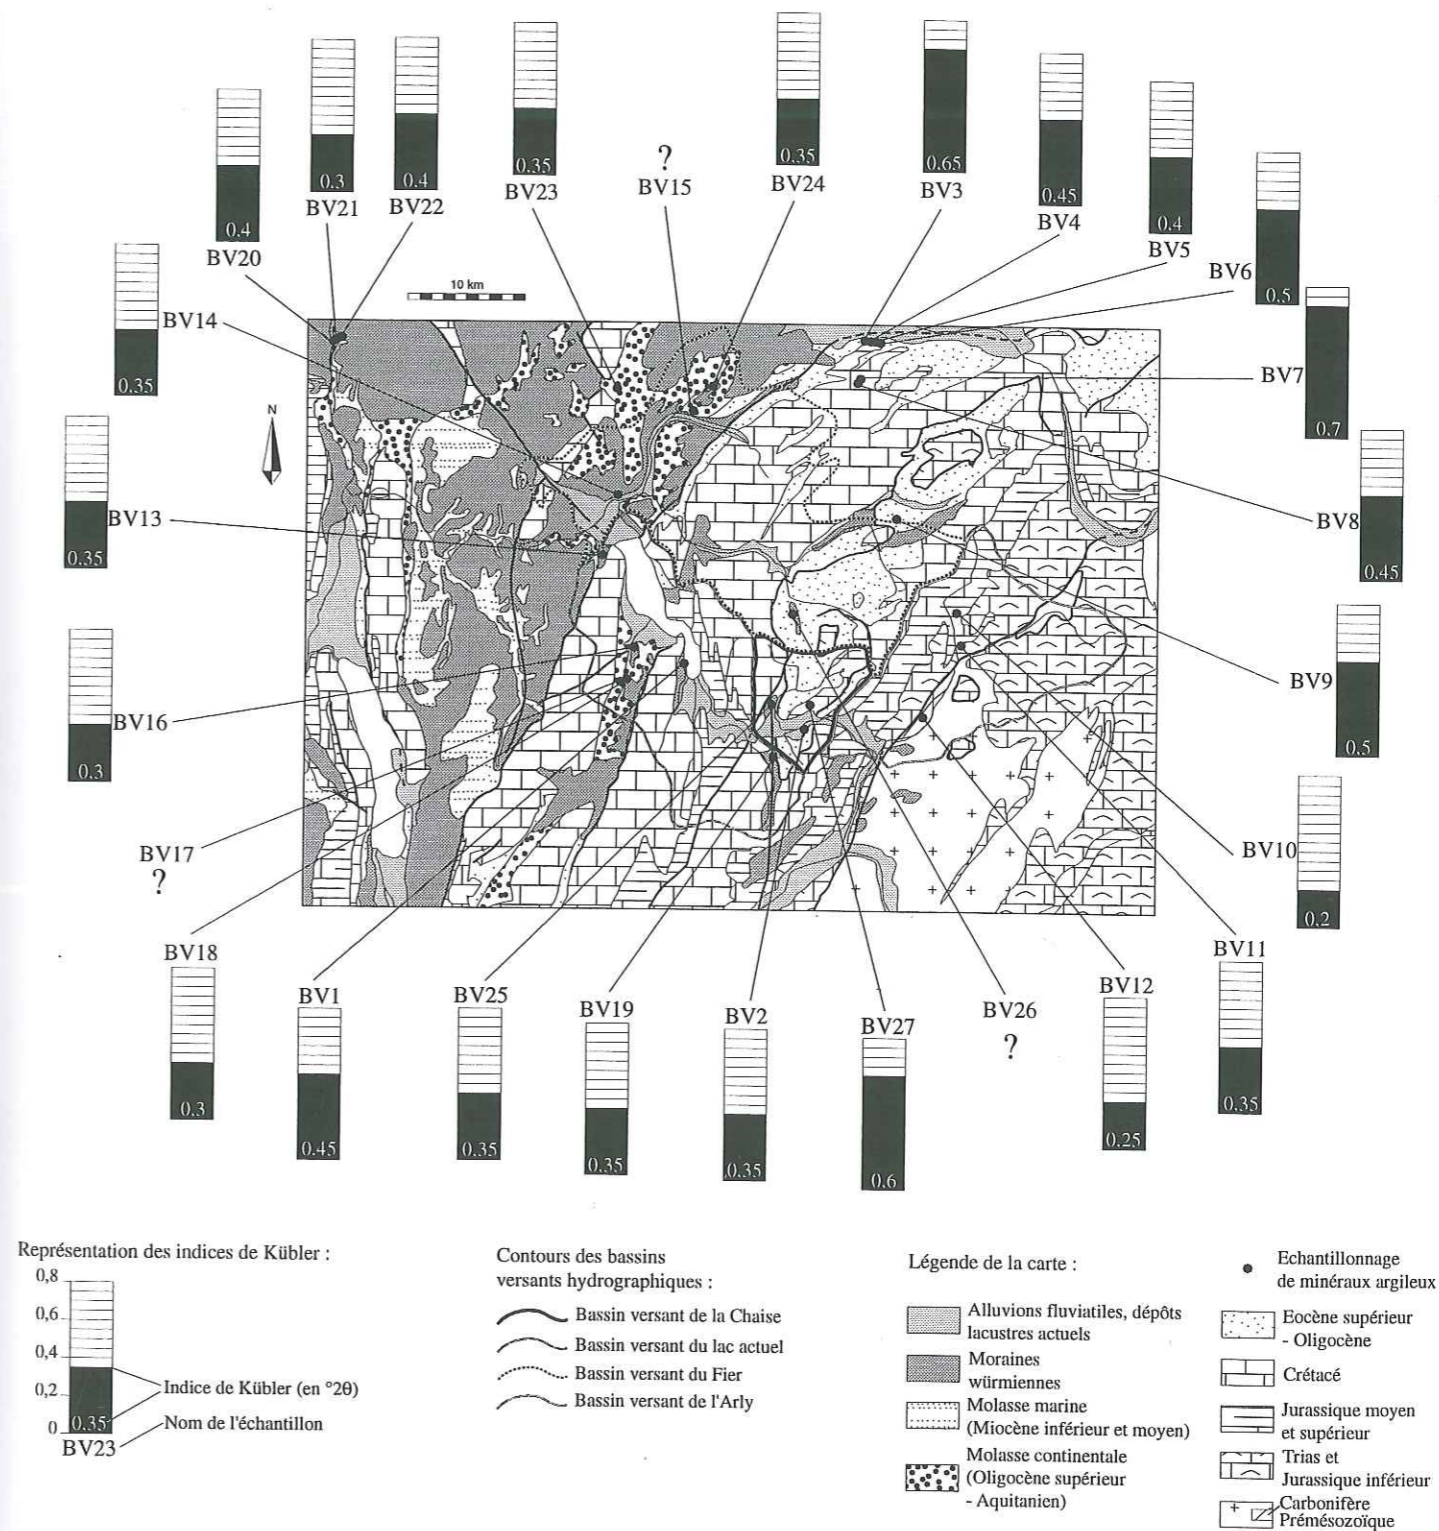 0.4
BV20
0.3
BV21
0.4
BV22
0.35
BV23
?
BV15
0.35
BV24
0.65
BV3
0.45
BV4
0.4
BV5
BV6
0.5
0.7
BV7
0.45
BV8
0.5
BV9
0.2
BV10
0.35
BV14
0.35
BV13
0.3
BV16
BV17
?
10 km
N
BV18
0.3
BV1
0.45
BV25
0.35
BV19
0.35
BV2
0.35
BV27
0.6
BV26
?
BV12
0.25
BV11
0.35
Représentation des indices de Kübler :
0,8
0,6
0,4
0,2
0
0.35
BV23
Indice de Kübler (en °2θ)
Nom de l'échantillon
Contours des bassins
versants hydrographiques :
Bassin versant de la Chaise
Bassin versant du lac actuel
Bassin versant du Fier
Bassin versant de l'Arly
Légende de la carte :
Alluvions fluviatiles, dépôts
lacustres actuels
Moraines
würmiennes
Molasse marine
(Miocène inférieur et moyen)
Molasse continentale
(Oligocène supérieur
- Aquitanien)
Echantillonnage
de minéraux argileux
Eocène supérieur
- Oligocène
Crétacé
Jurassique moyen
et supérieur
Trias et
Jurassique inférieur
Carbonifère
Prémésozoïque